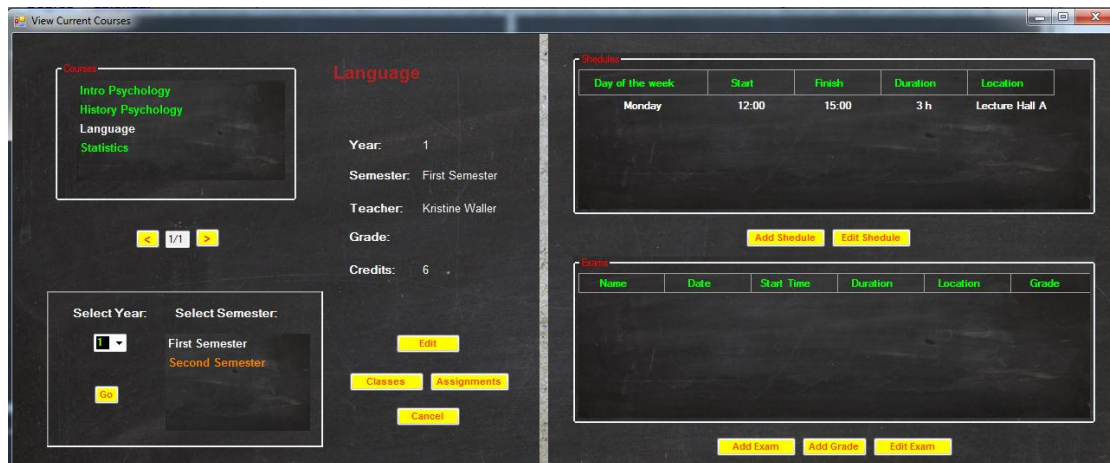 View Current Courses
Courses
Intro Psychology
History Psychology
Language
Statistics
< 1/1 >
Select Year: Select Semester:
1 First Semester
Second Semester
Go
Language
Year: 1
Semester: First Semester
Teacher: Kristine Waller
Grade:
Credits: 6
Edit
Classes Assignments
Cancel
Shedules
Day of the week Start Finish Duration Location
Monday 12:00 15:00 3 h Lecture Hall A
Add Shedule Edit Shedule
Exams
Name Date Start Time Duration Location Grade
Add Exam Add Grade Edit Exam